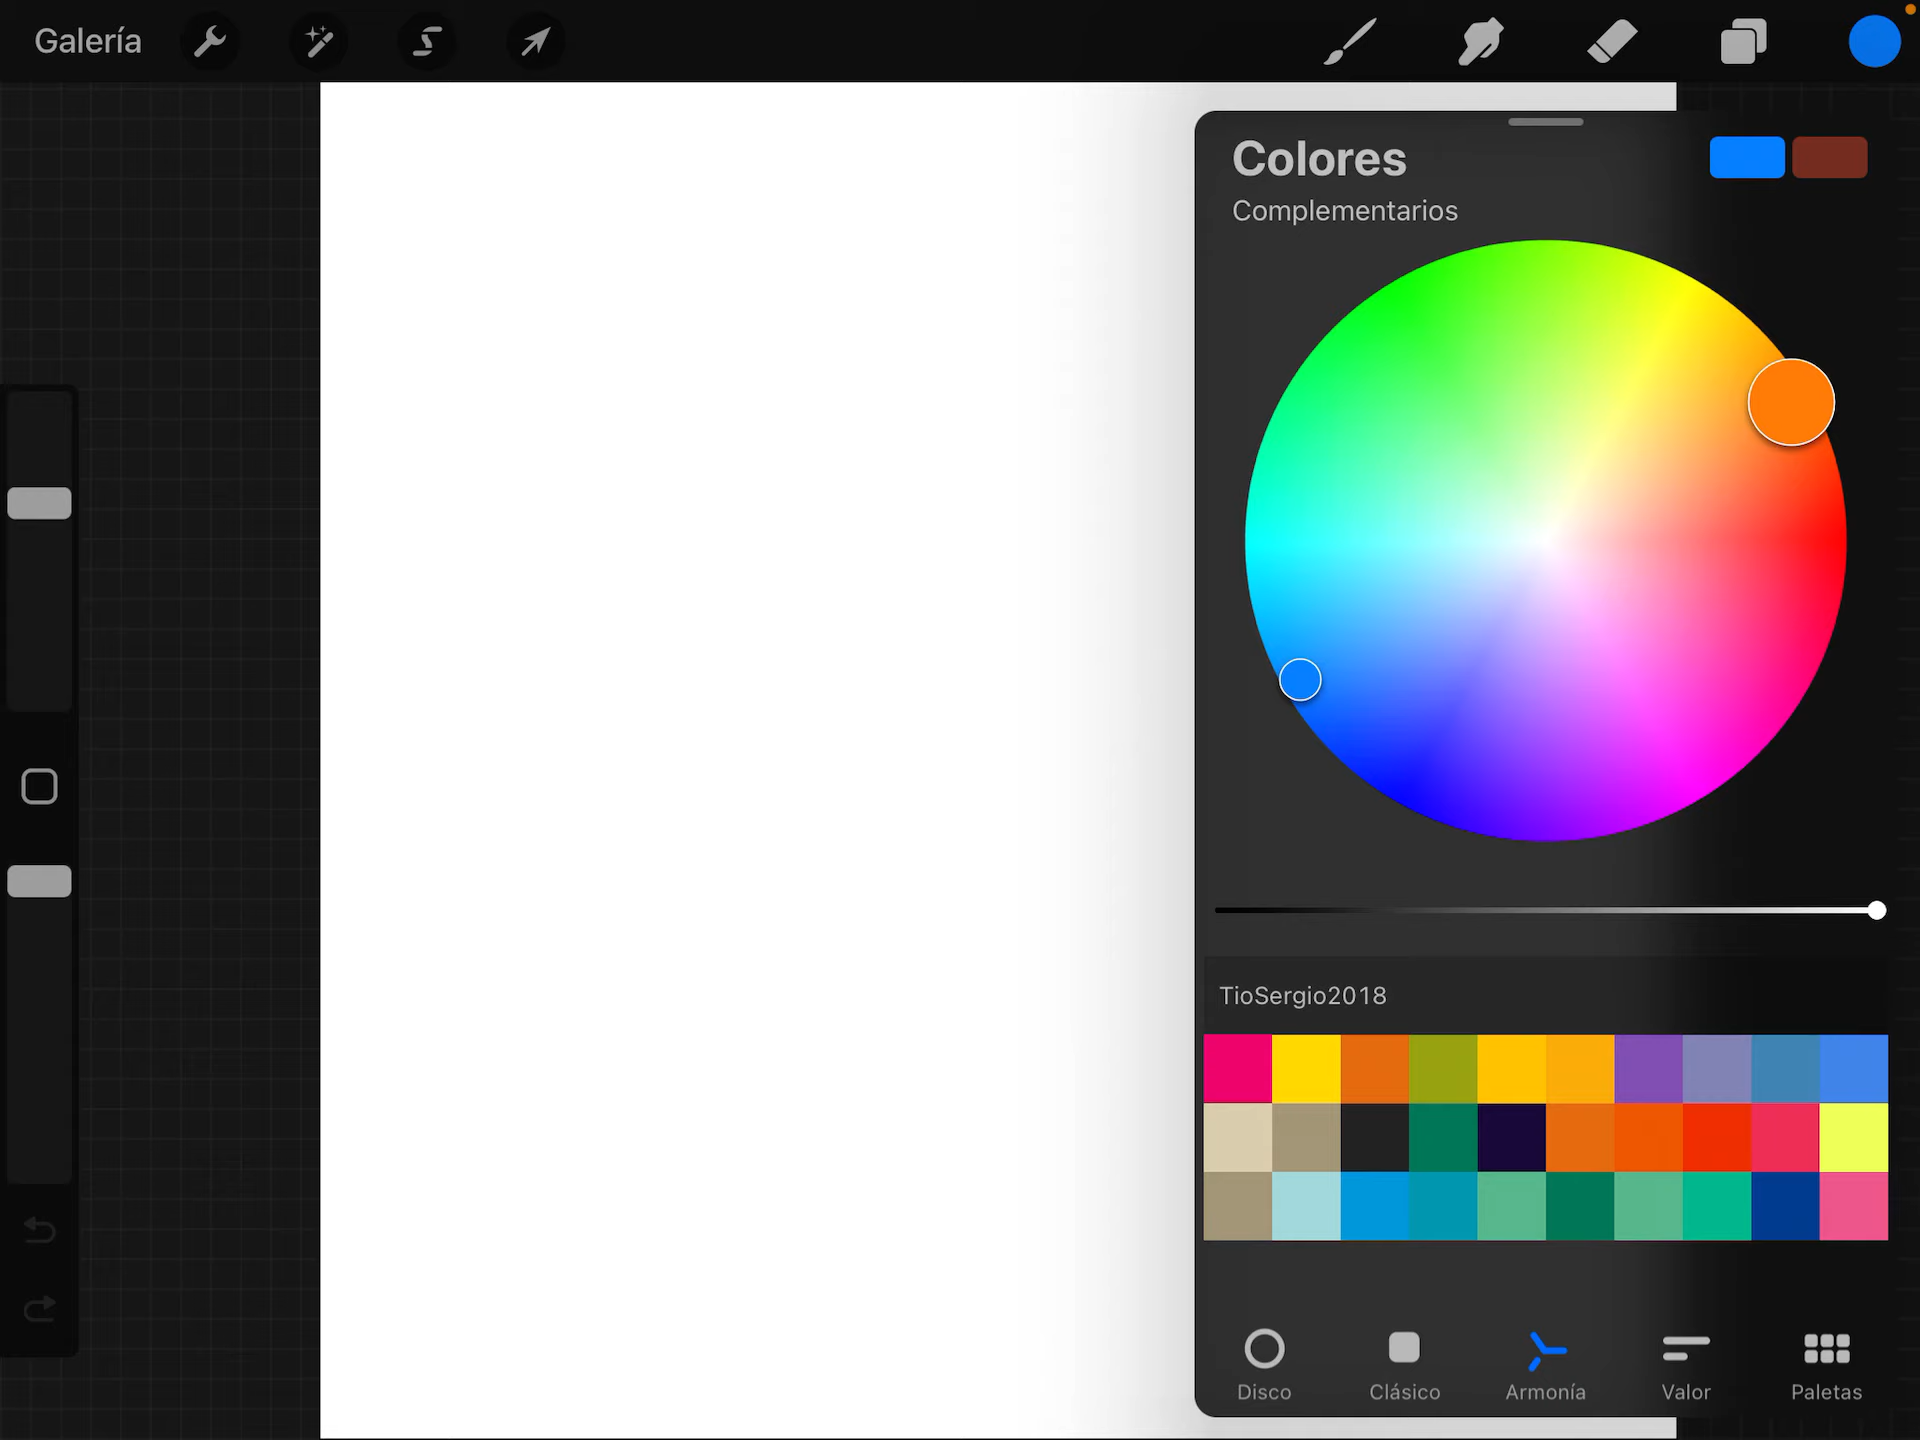 Galería
Colores
Complementarios
TioSergio2018
Disco
Clásico
Armonía
Valor
Paletas